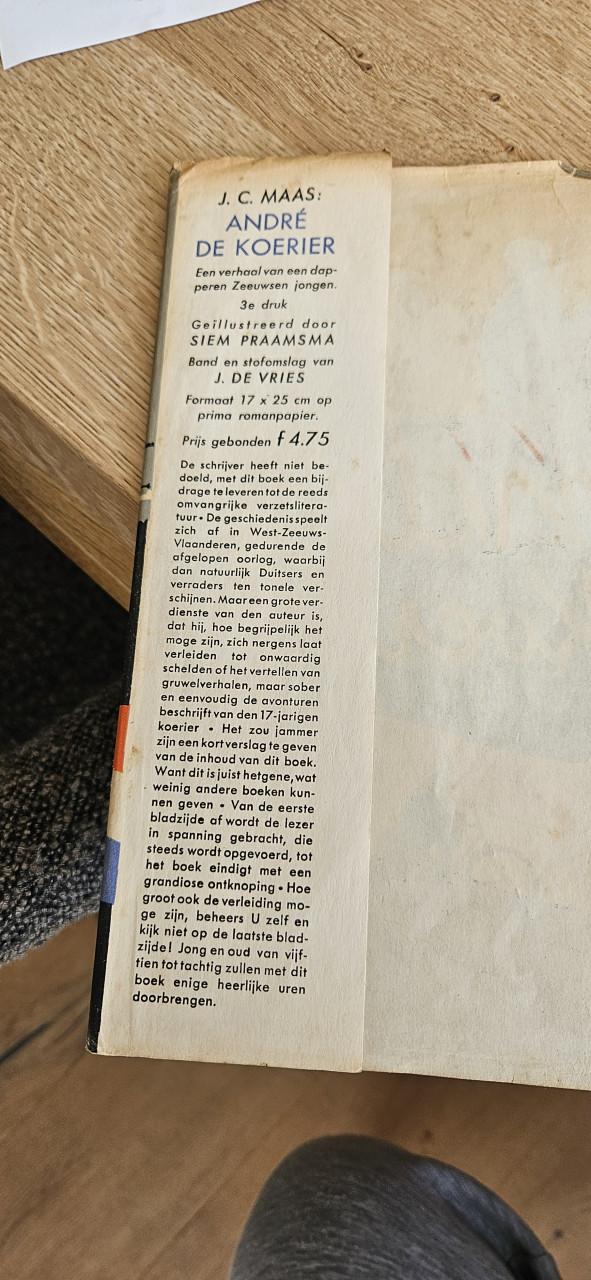 J. C. MAAS:
ANDRÉ
DE KOERIER
Een verhaal van een dap-
peren Zeeuwsen jongen.
3e druk
Geïllustreerd door
SIEM PRAAMSMA
Band en stofomslag van
J. DE VRIES
Formaat 17 x 25 cm op
prima romanpapier.
Prijs gebonden f 4.75
De schrijver heeft niet be-
doeld, met dit boek een bij-
drage te leveren tot de reeds
omvangrijke verzetslitera-
tuur • De geschiedenis speelt
zich af in West-Zeeuws-
Vlaanderen, gedurende de
afgelopen oorlog, waarbij
dan natuurlijk Duitsers en
verraders ten tonele ver-
schijnen. Maar een grote ver-
dienste van den auteur is,
dat hij, hoe begrijpelijk het
moge zijn, zich nergens laat
verleiden tot onwaardig
schelden of het vertellen van
gruwelverhalen, maar sober
en eenvoudig de avonturen
beschrijft van den 17-jarigen
koerier • Het zou jammer
zijn een kort verslag te geven
van de inhoud van dit boek.
Want dit is juist hetgene, wat
weinig andere boeken kun-
nen geven • Van de eerste
bladzijde af wordt de lezer
in spanning gebracht, die
steeds wordt opgevoerd, tot
het boek eindigt met een
grandiose ontknoping • Hoe
groot ook de verleiding mo-
ge zijn, beheers U zelf en
kijk niet op de laatste blad-
zijde! Jong en oud van vijf-
tien tot tachtig zullen met dit
boek enige heerlijke uren
doorbrengen.